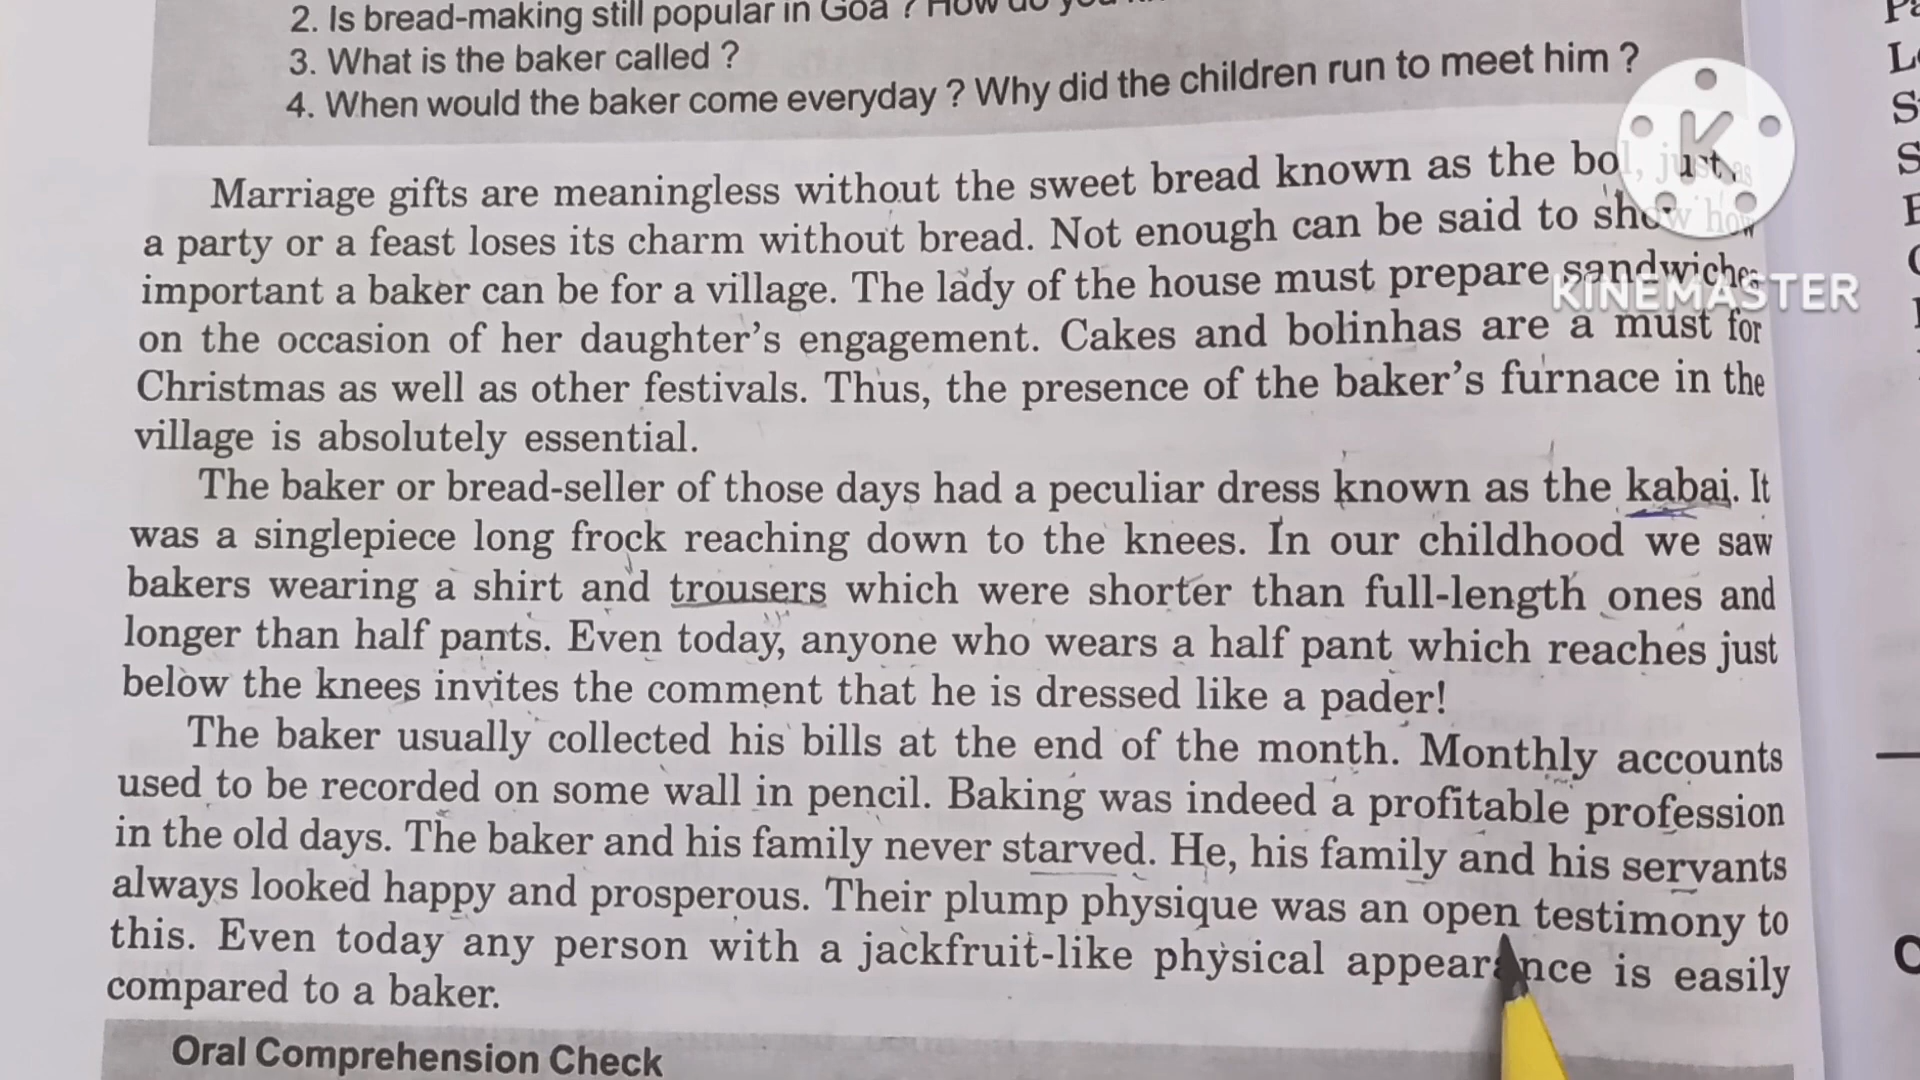 2. Is bread-making still popular in Goa ? How do
3. What is the baker called ?
4. When would the baker come everyday ? Why did the children run to meet him ?
Marriage gifts are meaningless without the sweet bread known as the bol, just as
a party or a feast loses its charm without bread. Not enough can be said to show how
important a baker can be for a village. The lady of the house must prepare sandwiches
KINEMASTER
on the occasion of her daughter's engagement. Cakes and bolinhas are a must for
Christmas as well as other festivals. Thus, the presence of the baker's furnace in the
village is absolutely essential.
The baker or bread-seller of those days had a peculiar dress known as the kabai. It
was a singlepiece long frock reaching down to the knees. In our childhood we saw
bakers wearing a shirt and trousers which were shorter than full-length ones and
longer than half pants. Even today, anyone who wears a half pant which reaches just
below the knees invites the comment that he is dressed like a pader!
The baker usually collected his bills at the end of the month. Monthly accounts
used to be recorded on some wall in pencil. Baking was indeed a profitable profession
in the old days. The baker and his family never starved. He, his family and his servants
always looked happy and prosperous. Their plump physique was an open testimony to
this. Even today any person with a jackfruit-like physical appearance is easily
compared to a baker.
Oral Comprehension Check